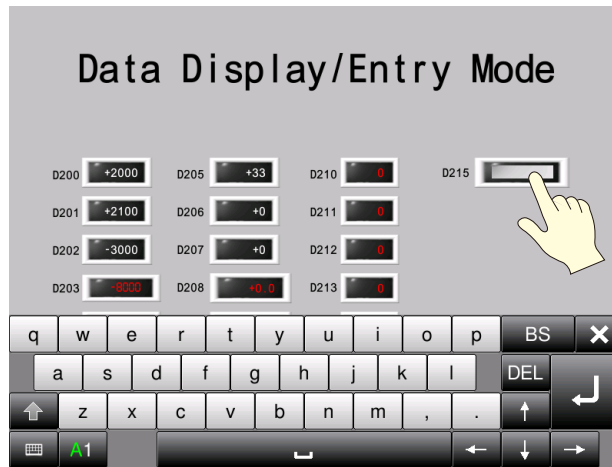 Data Display/Entry Mode
D200 +2000 D205 +33 D210 0 D215
D201 +2100 D206 +0 D211 0
D202 -3000 D207 +0 D212 0
D203 -8000 D208 +0.0 D213 0
q w e r t y u i o p BS
a s d f g h j k l DEL
z x c v b n m , .
A1